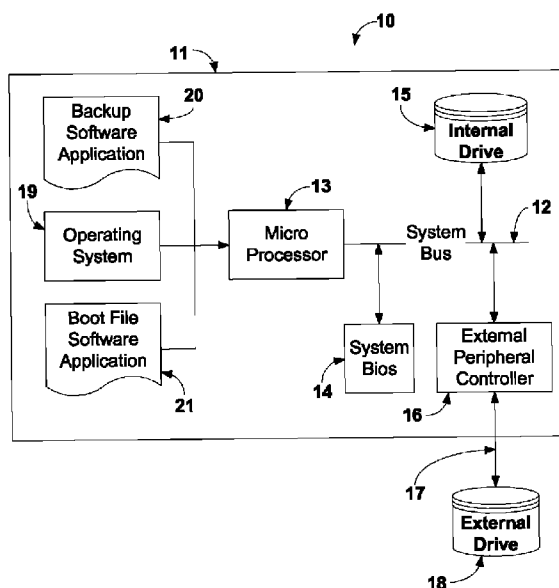 10
11
20
Backup
Software
Application
15
Internal
Drive
19
Operating
System
13
Micro
Processor
12
System
Bus
Boot File
Software
Application
21
System
Bios
14
External
Peripheral
Controller
16
17
External
Drive
18